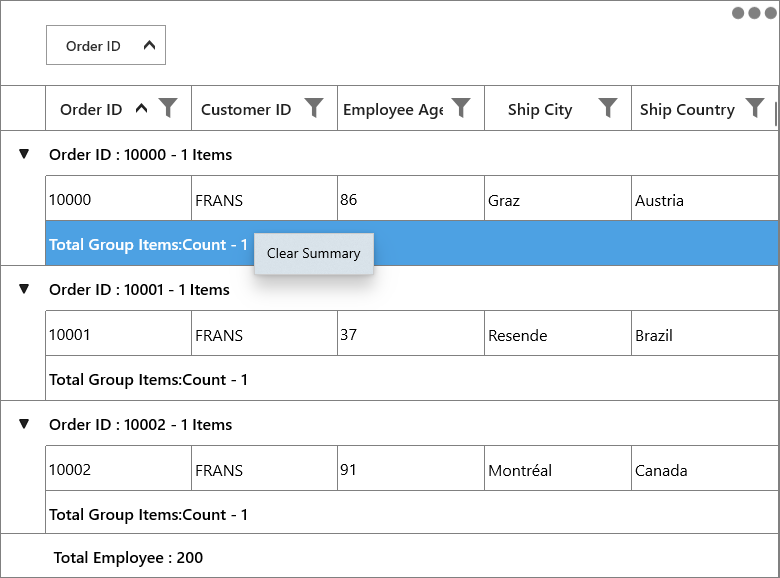 Order ID
Order ID Customer ID Employee Age Ship City Ship Country
Order ID : 10000 - 1 Items
10000 FRANS 86 Graz Austria
Total Group Items:Count - 1
Clear Summary
Order ID : 10001 - 1 Items
10001 FRANS 37 Resende Brazil
Total Group Items:Count - 1
Order ID : 10002 - 1 Items
10002 FRANS 91 Montréal Canada
Total Group Items:Count - 1
Total Employee : 200